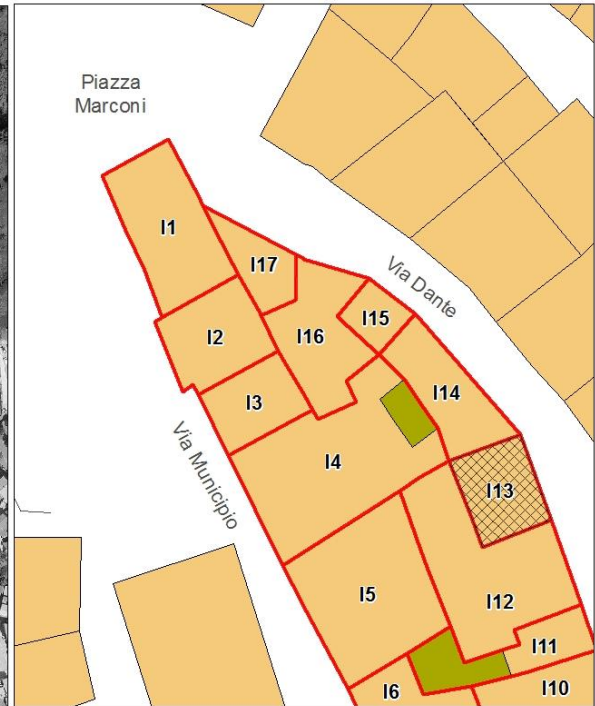 Piazza
Marconi
I1
I17
Via Dante
I2
I16
I15
I3
I14
Via Municipio
I4
I13
I5
I12
I11
I6
I10